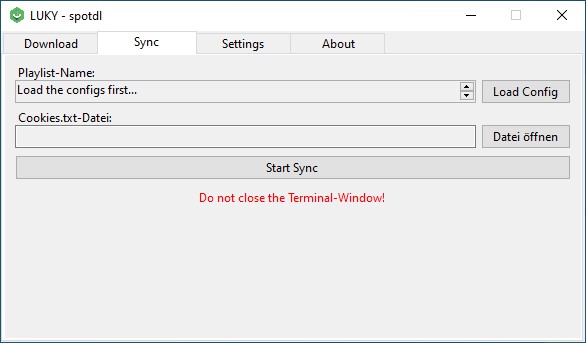 LUKY - spotdl
Download Sync Settings About
Playlist-Name:
Load the configs first... Load Config
Cookies.txt-Datei:
Datei öffnen
Start Sync
Do not close the Terminal-Window!